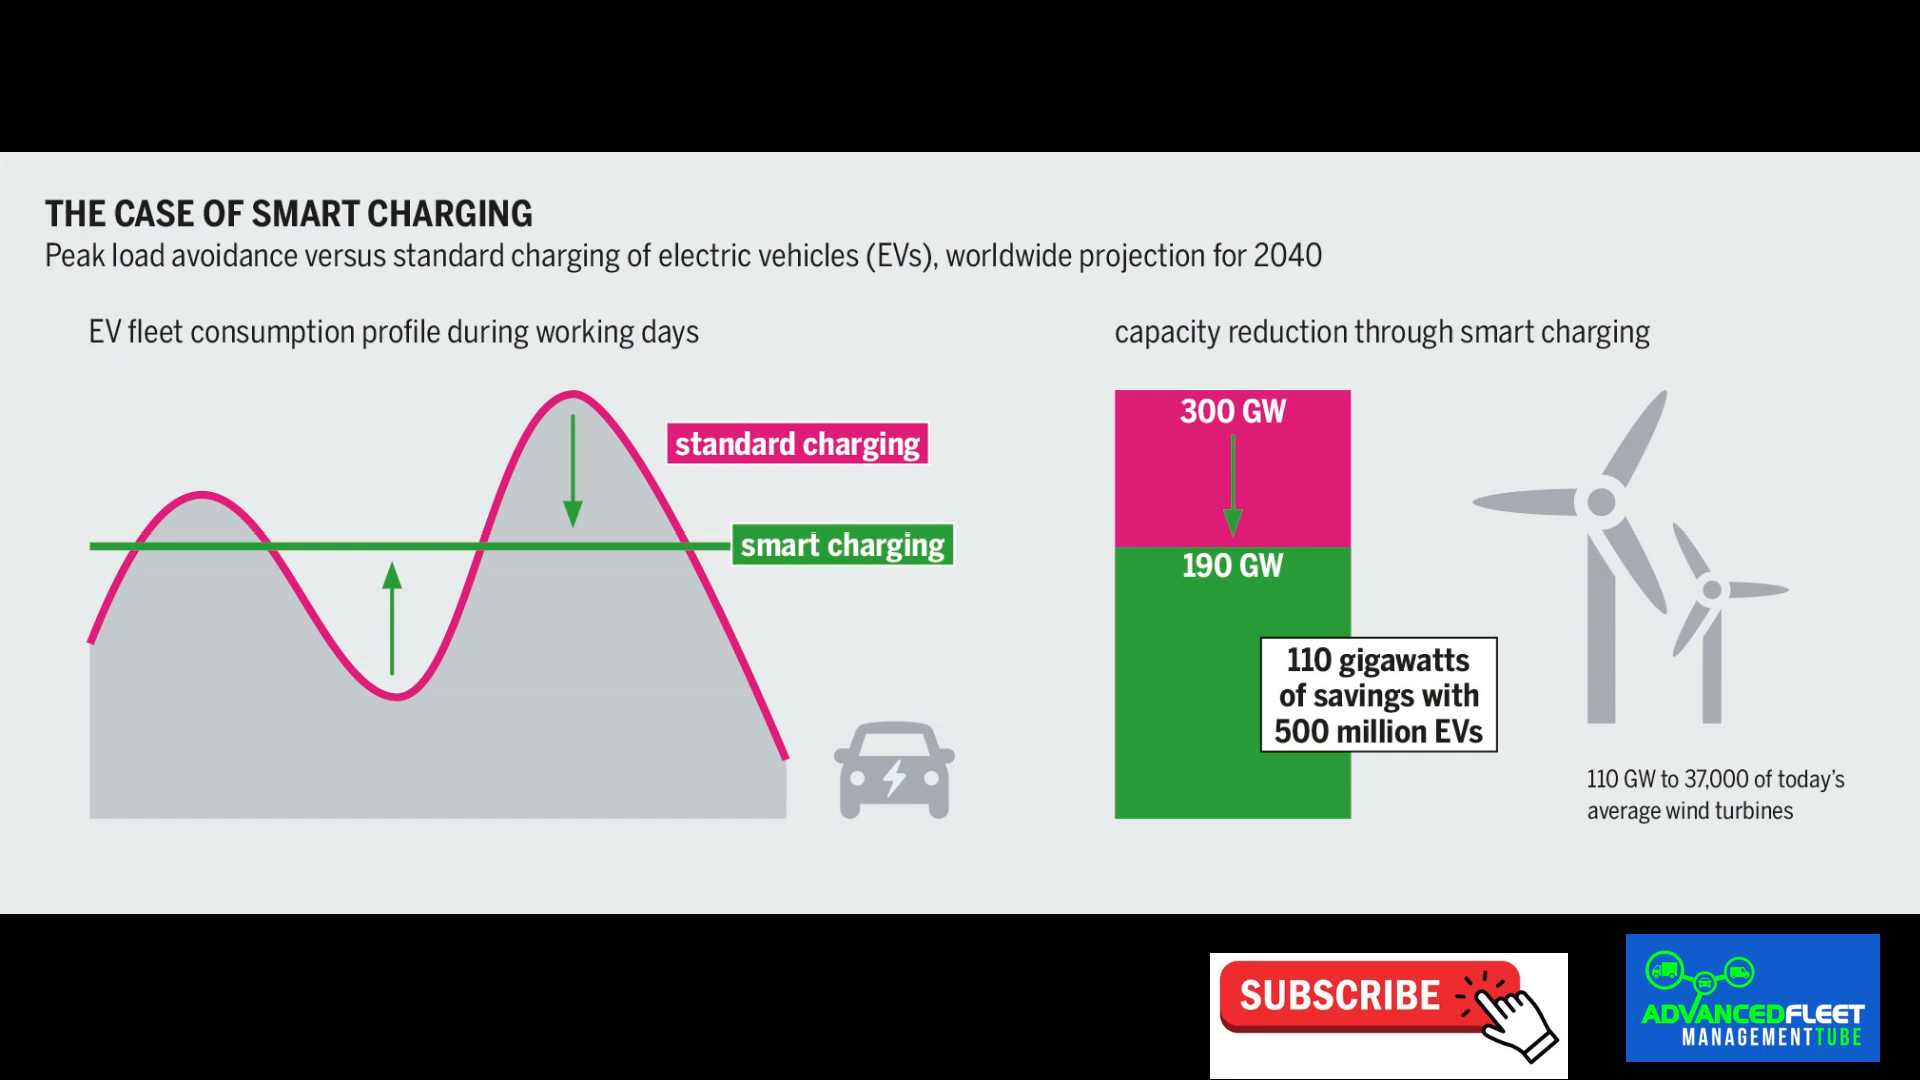 THE CASE OF SMART CHARGING
Peak load avoidance versus standard charging of electric vehicles (EVs), worldwide projection for 2040
EV fleet consumption profile during working days
standard charging
smart charging
capacity reduction through smart charging
300 GW
190 GW
110 gigawatts
of savings with
500 million EVs
110 GW to 37,000 of today's
average wind turbines
SUBSCRIBE
ADVANCEDFLEET
MANAGEMENTTUBE